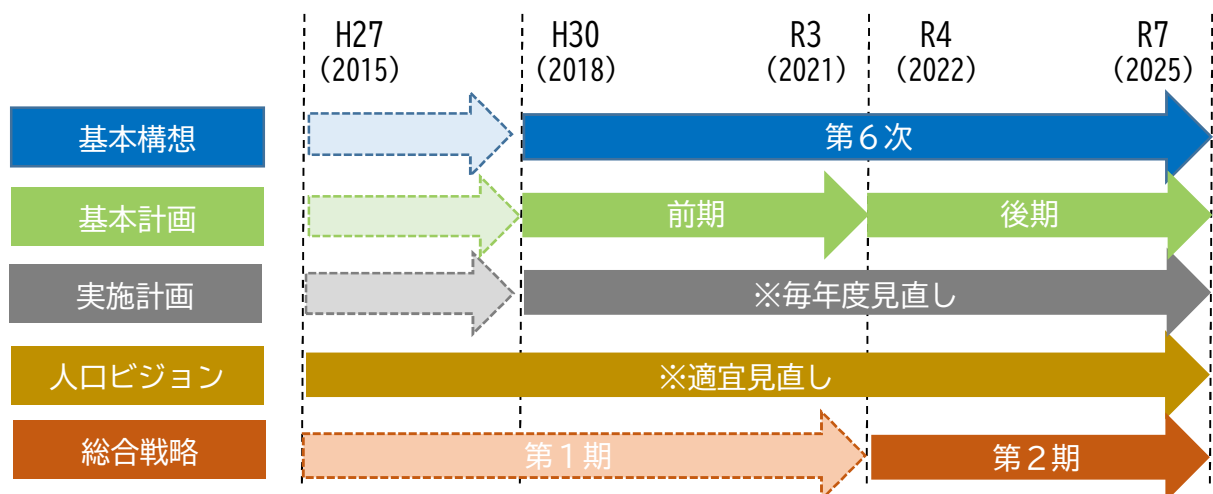 H27 H30 R3 R4 R7
(2015) (2018) (2021) (2022) (2025)
基本構想 第６次
基本計画 前期 後期
実施計画 ※毎年度見直し
人口ビジョン ※適宜見直し
総合戦略 第１期 第２期